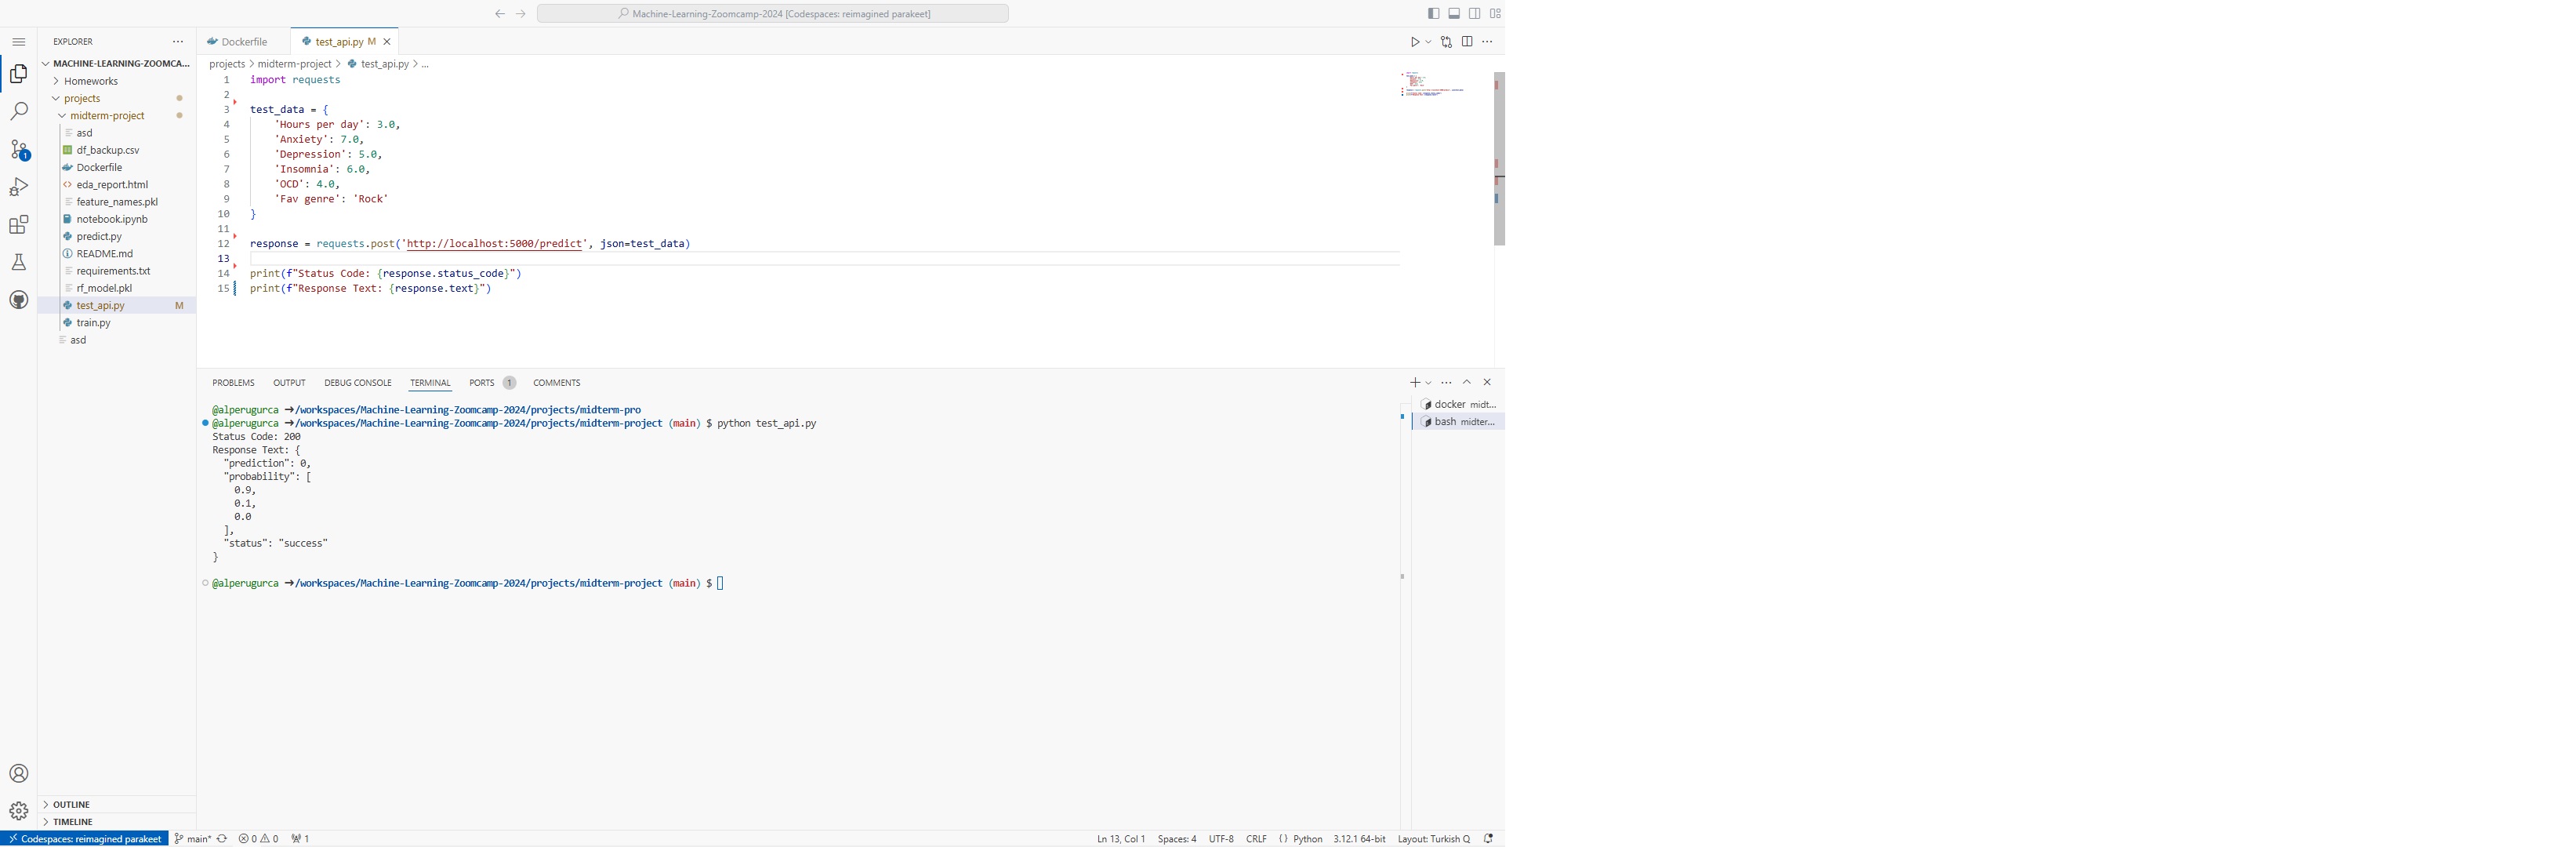 Machine-Learning-Zoomcamp-2024 [Codespaces: reimagined parakeet]
EXPLORER
MACHINE-LEARNING-ZOOMCA...
Homeworks
projects
midterm-project
asd
df_backup.csv
Dockerfile
eda_report.html
feature_names.pkl
notebook.ipynb
predict.py
README.md
requirements.txt
rf_model.pkl
test_api.py M
train.py
asd
OUTLINE
TIMELINE
1
Dockerfile
test_api.py M
projects > midterm-project > test_api.py > ...
1 import requests
2
3 test_data = {
4 'Hours per day': 3.0,
5 'Anxiety': 7.0,
6 'Depression': 5.0,
7 'Insomnia': 6.0,
8 'OCD': 4.0,
9 'Fav genre': 'Rock'
10 }
11
12 response = requests.post('http://localhost:5000/predict', json=test_data)
13
14 print(f"Status Code: {response.status_code}")
15 print(f"Response Text: {response.text}")
PROBLEMS OUTPUT DEBUG CONSOLE TERMINAL PORTS 1 COMMENTS
@alperugurca ➜/workspaces/Machine-Learning-Zoomcamp-2024/projects/midterm-pro
@alperugurca ➜/workspaces/Machine-Learning-Zoomcamp-2024/projects/midterm-project (main) $ python test_api.py
Status Code: 200
Response Text: {
"prediction": 0,
"probability": [
0.9,
0.1,
0.0
],
"status": "success"
}
@alperugurca ➜/workspaces/Machine-Learning-Zoomcamp-2024/projects/midterm-project (main) $
docker midt...
bash midter...
Codespaces: reimagined parakeet main* 0 0 1
Ln 13, Col 1 Spaces: 4 UTF-8 CRLF { } Python 3.12.1 64-bit Layout: Turkish Q